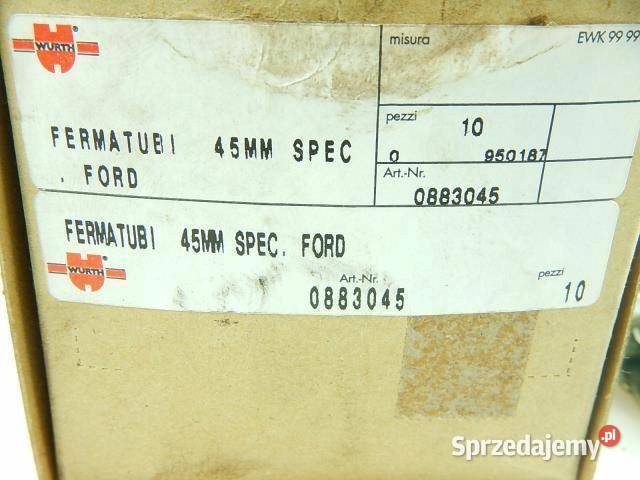 WURTH
misura
EWK 99 99
FERMATUBI 45MM SPEC
. FORD
pezzi
10
0 950187
Art.-Nr.
0883045
FERMATUBI 45MM SPEC. FORD
WURTH
Art.-Nr.
0883045
pezzi
10
Sprzedajemy.pl